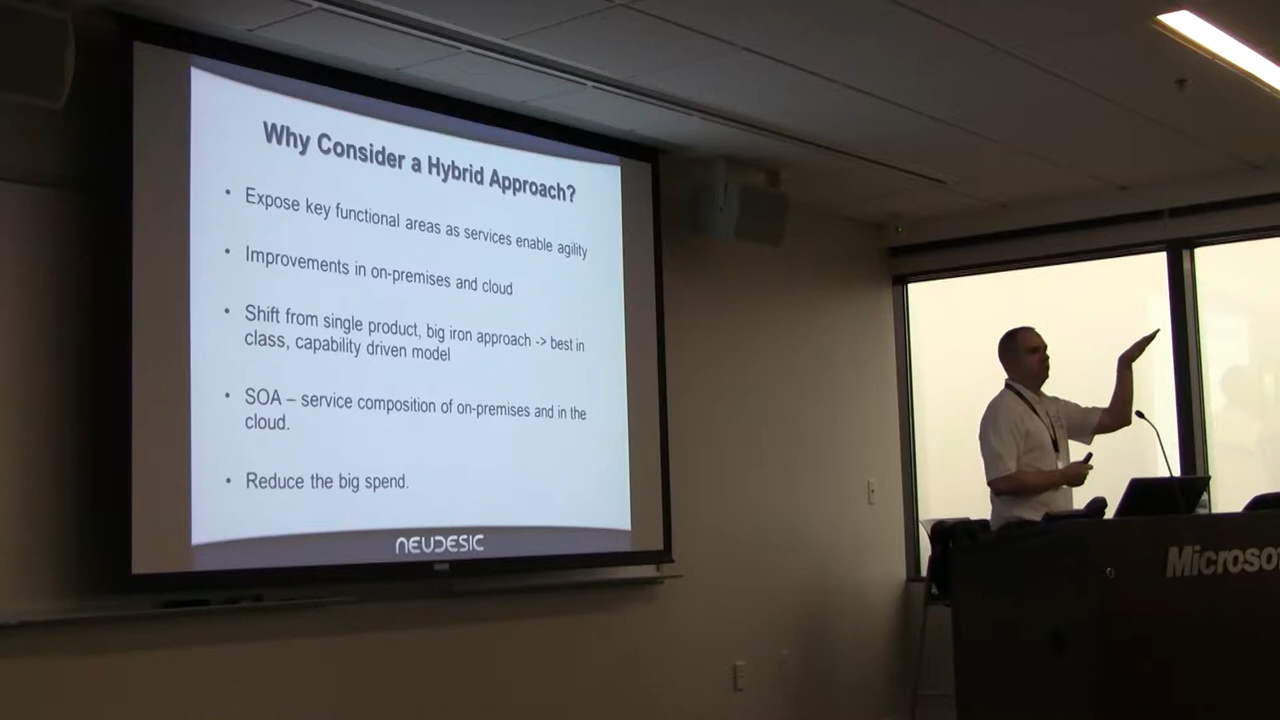 Why Consider a Hybrid Approach?
• Expose key functional areas as services enable agility
• Improvements in on-premises and cloud
• Shift from single product, big iron approach -> best in
class, capability driven model
• SOA – service composition of on-premises and in the
cloud.
• Reduce the big spend.
NEUDESIC
Microsof